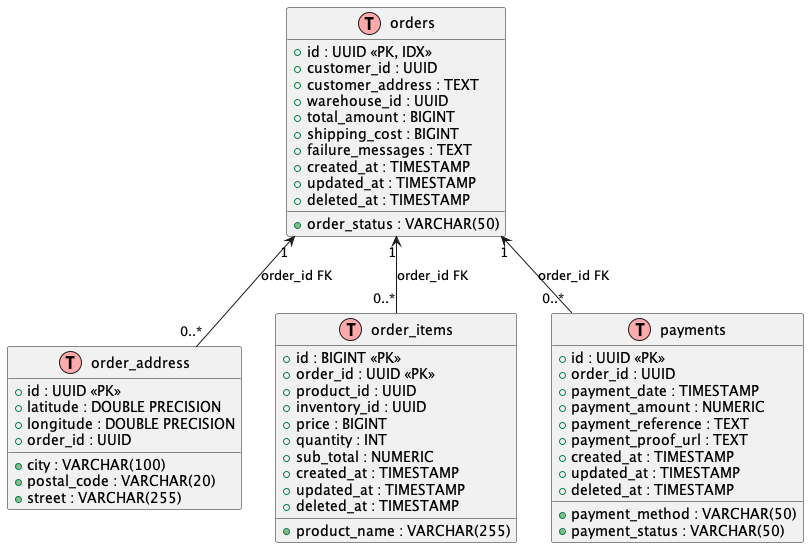 T orders
id : UUID «PK, IDX»
customer_id : UUID
customer_address : TEXT
warehouse_id : UUID
total_amount : BIGINT
shipping_cost : BIGINT
failure_messages : TEXT
created_at : TIMESTAMP
updated_at : TIMESTAMP
deleted_at : TIMESTAMP
order_status : VARCHAR(50)
1 1 1
order_id FK order_id FK order_id FK
0..* 0..* 0..*
T order_address
id : UUID «PK»
latitude : DOUBLE PRECISION
longitude : DOUBLE PRECISION
order_id : UUID
city : VARCHAR(100)
postal_code : VARCHAR(20)
street : VARCHAR(255)
T order_items
id : BIGINT «PK»
order_id : UUID «PK»
product_id : UUID
inventory_id : UUID
price : BIGINT
quantity : INT
sub_total : NUMERIC
created_at : TIMESTAMP
updated_at : TIMESTAMP
deleted_at : TIMESTAMP
product_name : VARCHAR(255)
T payments
id : UUID «PK»
order_id : UUID
payment_date : TIMESTAMP
payment_amount : NUMERIC
payment_reference : TEXT
payment_proof_url : TEXT
created_at : TIMESTAMP
updated_at : TIMESTAMP
deleted_at : TIMESTAMP
payment_method : VARCHAR(50)
payment_status : VARCHAR(50)